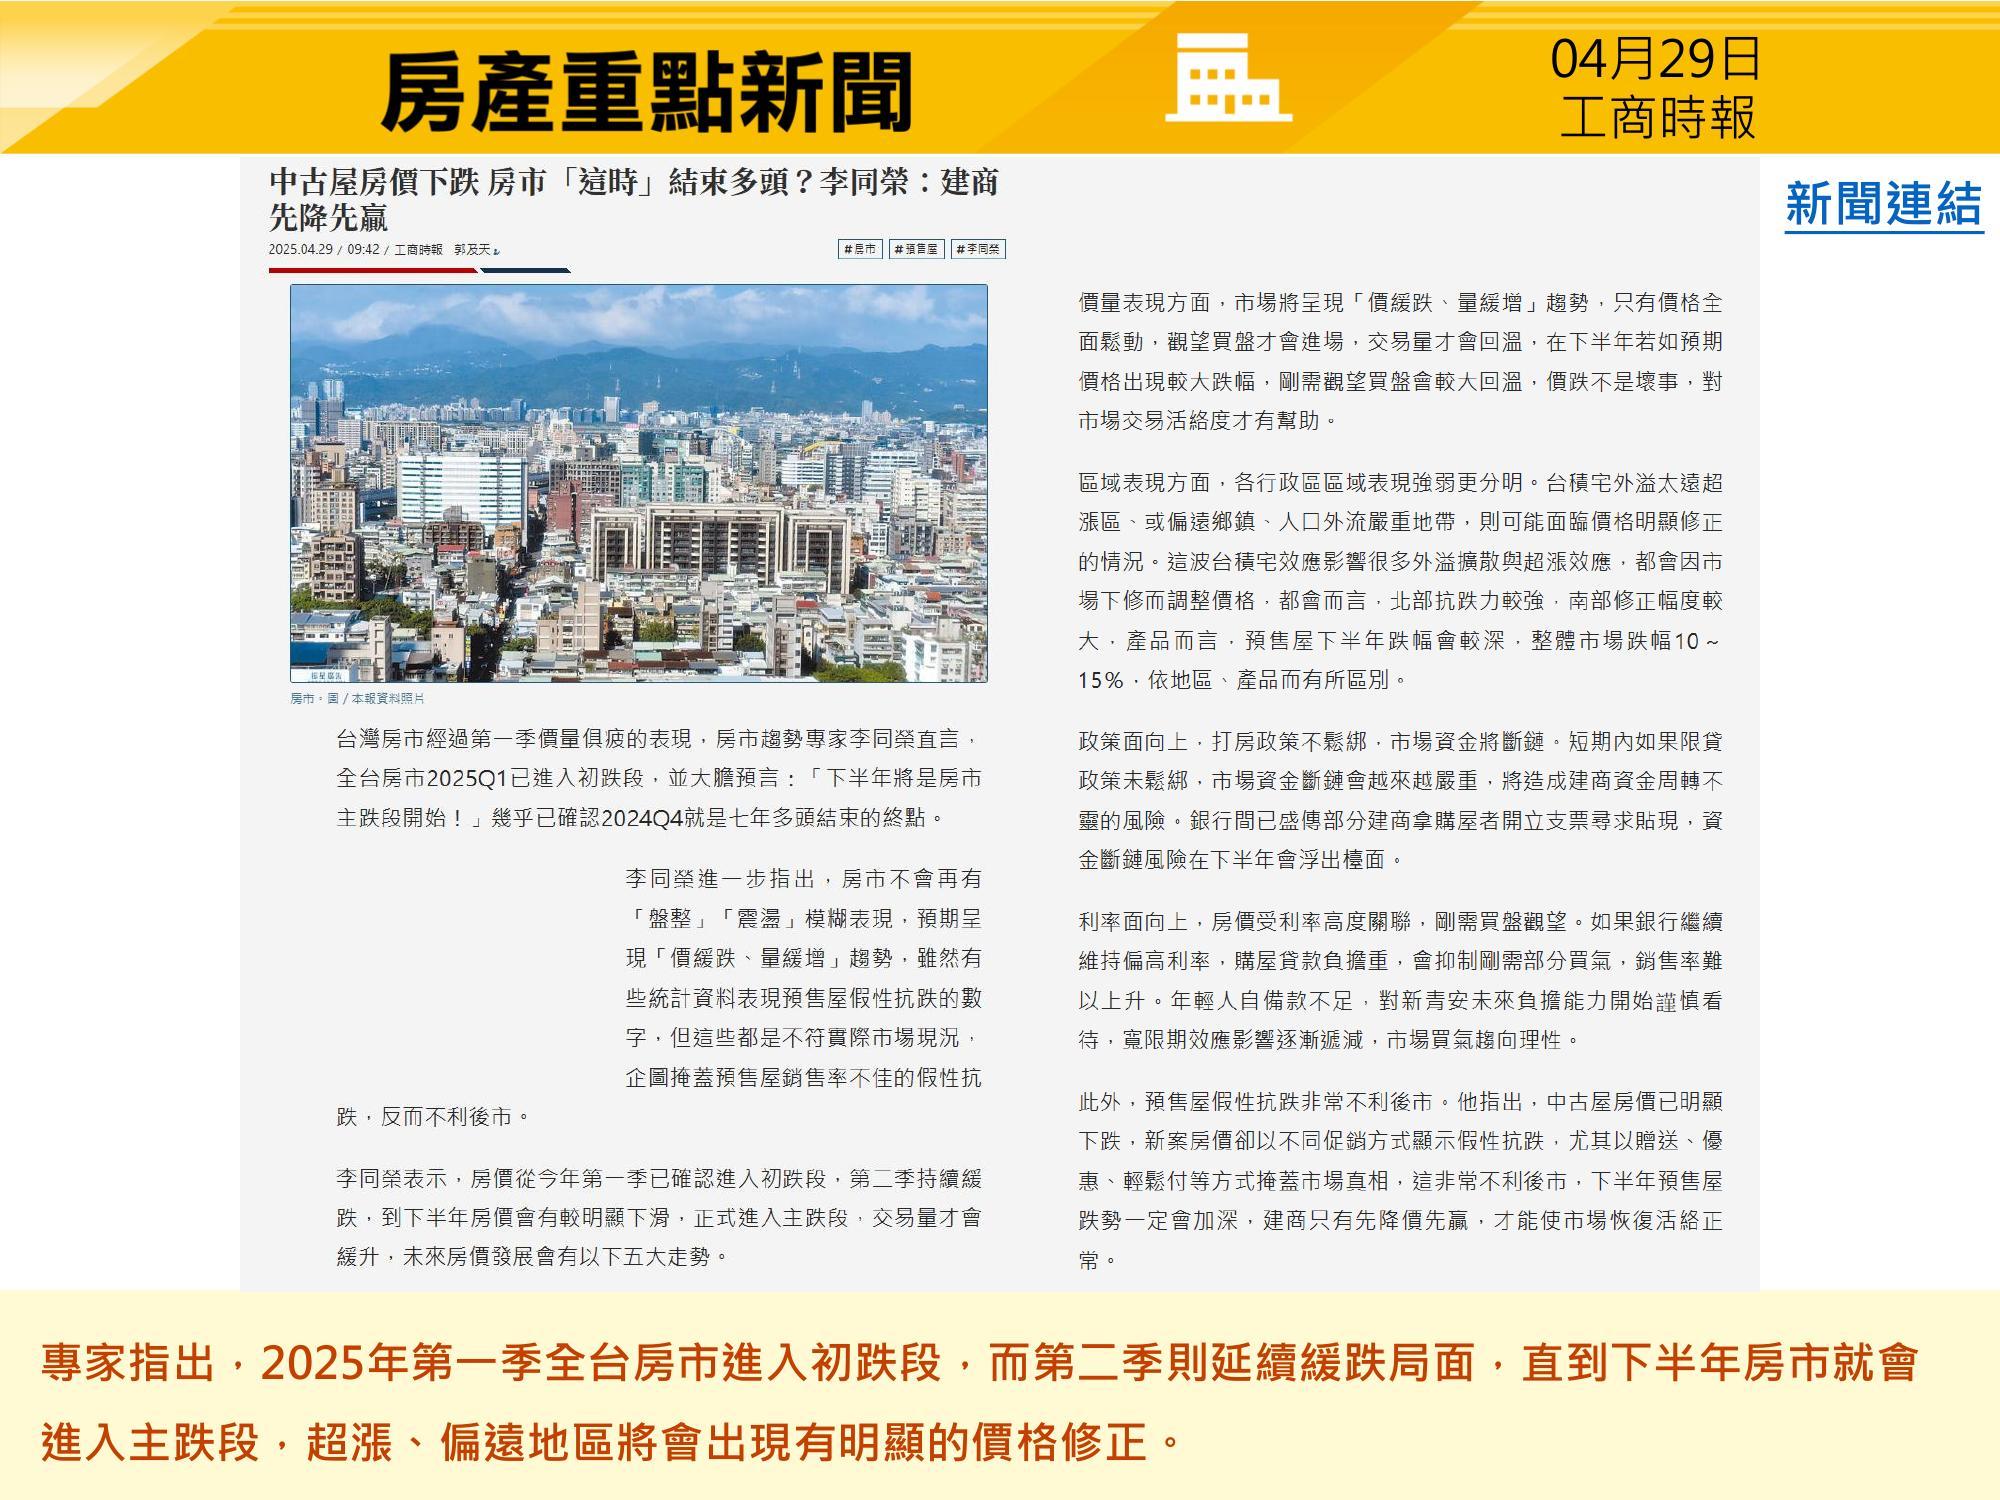 房產重點新聞
04月29日
工商時報
新聞連結
中古屋房價下跌 房市「這時」結束多頭？李同榮：建商
先降先贏
2025.04.29 / 09:42 / 工商時報 郭及天
#房市 #預售屋 #李同榮
房市。圖／本報資料照片
台灣房市經過第一季價量俱疲的表現，房市趨勢專家李同榮直言，
全台房市2025Q1已進入初跌段，並大膽預言：「下半年將是房市
主跌段開始！」幾乎已確認2024Q4就是七年多頭結束的終點。
李同榮進一步指出，房市不會再有
「盤整」「震盪」模糊表現，預期呈
現「價緩跌、量緩增」趨勢，雖然有
些統計資料表現預售屋假性抗跌的數
字，但這些都是不符實際市場現況，
企圖掩蓋預售屋銷售率不佳的假性抗
跌，反而不利後市。
李同榮表示，房價從今年第一季已確認進入初跌段，第二季持續緩
跌，到下半年房價會有較明顯下滑，正式進入主跌段，交易量才會
緩升，未來房價發展會有以下五大走勢。
價量表現方面，市場將呈現「價緩跌、量緩增」趨勢，只有價格全
面鬆動，觀望買盤才會進場，交易量才會回溫，在下半年若如預期
價格出現較大跌幅，剛需觀望買盤會較大回溫，價跌不是壞事，對
市場交易活絡度才有幫助。
區域表現方面，各行政區區域表現強弱更分明。台積宅外溢太遠超
漲區、或偏遠鄉鎮、人口外流嚴重地帶，則可能面臨價格明顯修正
的情況。這波台積宅效應影響很多外溢擴散與超漲效應，都會因市
場下修而調整價格，都會而言，北部抗跌力較強，南部修正幅度較
大，產品而言，預售屋下半年跌幅會較深，整體市場跌幅10～
15%，依地區、產品而有所區別。
政策面向上，打房政策不鬆綁，市場資金將斷鏈。短期內如果限貸
政策未鬆綁，市場資金斷鏈會越來越嚴重，將造成建商資金周轉不
靈的風險。銀行間已盛傳部分建商拿購屋者開立支票尋求貼現，資
金斷鏈風險在下半年會浮出檯面。
利率面向上，房價受利率高度關聯，剛需買盤觀望。如果銀行繼續
維持偏高利率，購屋貸款負擔重，會抑制剛需部分買氣，銷售率難
以上升。年輕人自備款不足，對新青安未來負擔能力開始謹慎看
待，寬限期效應影響逐漸遞減，市場買氣趨向理性。
此外，預售屋假性抗跌非常不利後市。他指出，中古屋房價已明顯
下跌，新案房價卻以不同促銷方式顯示假性抗跌，尤其以贈送、優
惠、輕鬆付等方式掩蓋市場真相，這非常不利後市，下半年預售屋
跌勢一定會加深，建商只有先降價先贏，才能使市場恢復活絡正
常。
專家指出，2025年第一季全台房市進入初跌段，而第二季則延續緩跌局面，直到下半年房市就會
進入主跌段，超漲、偏遠地區將會出現有明顯的價格修正。